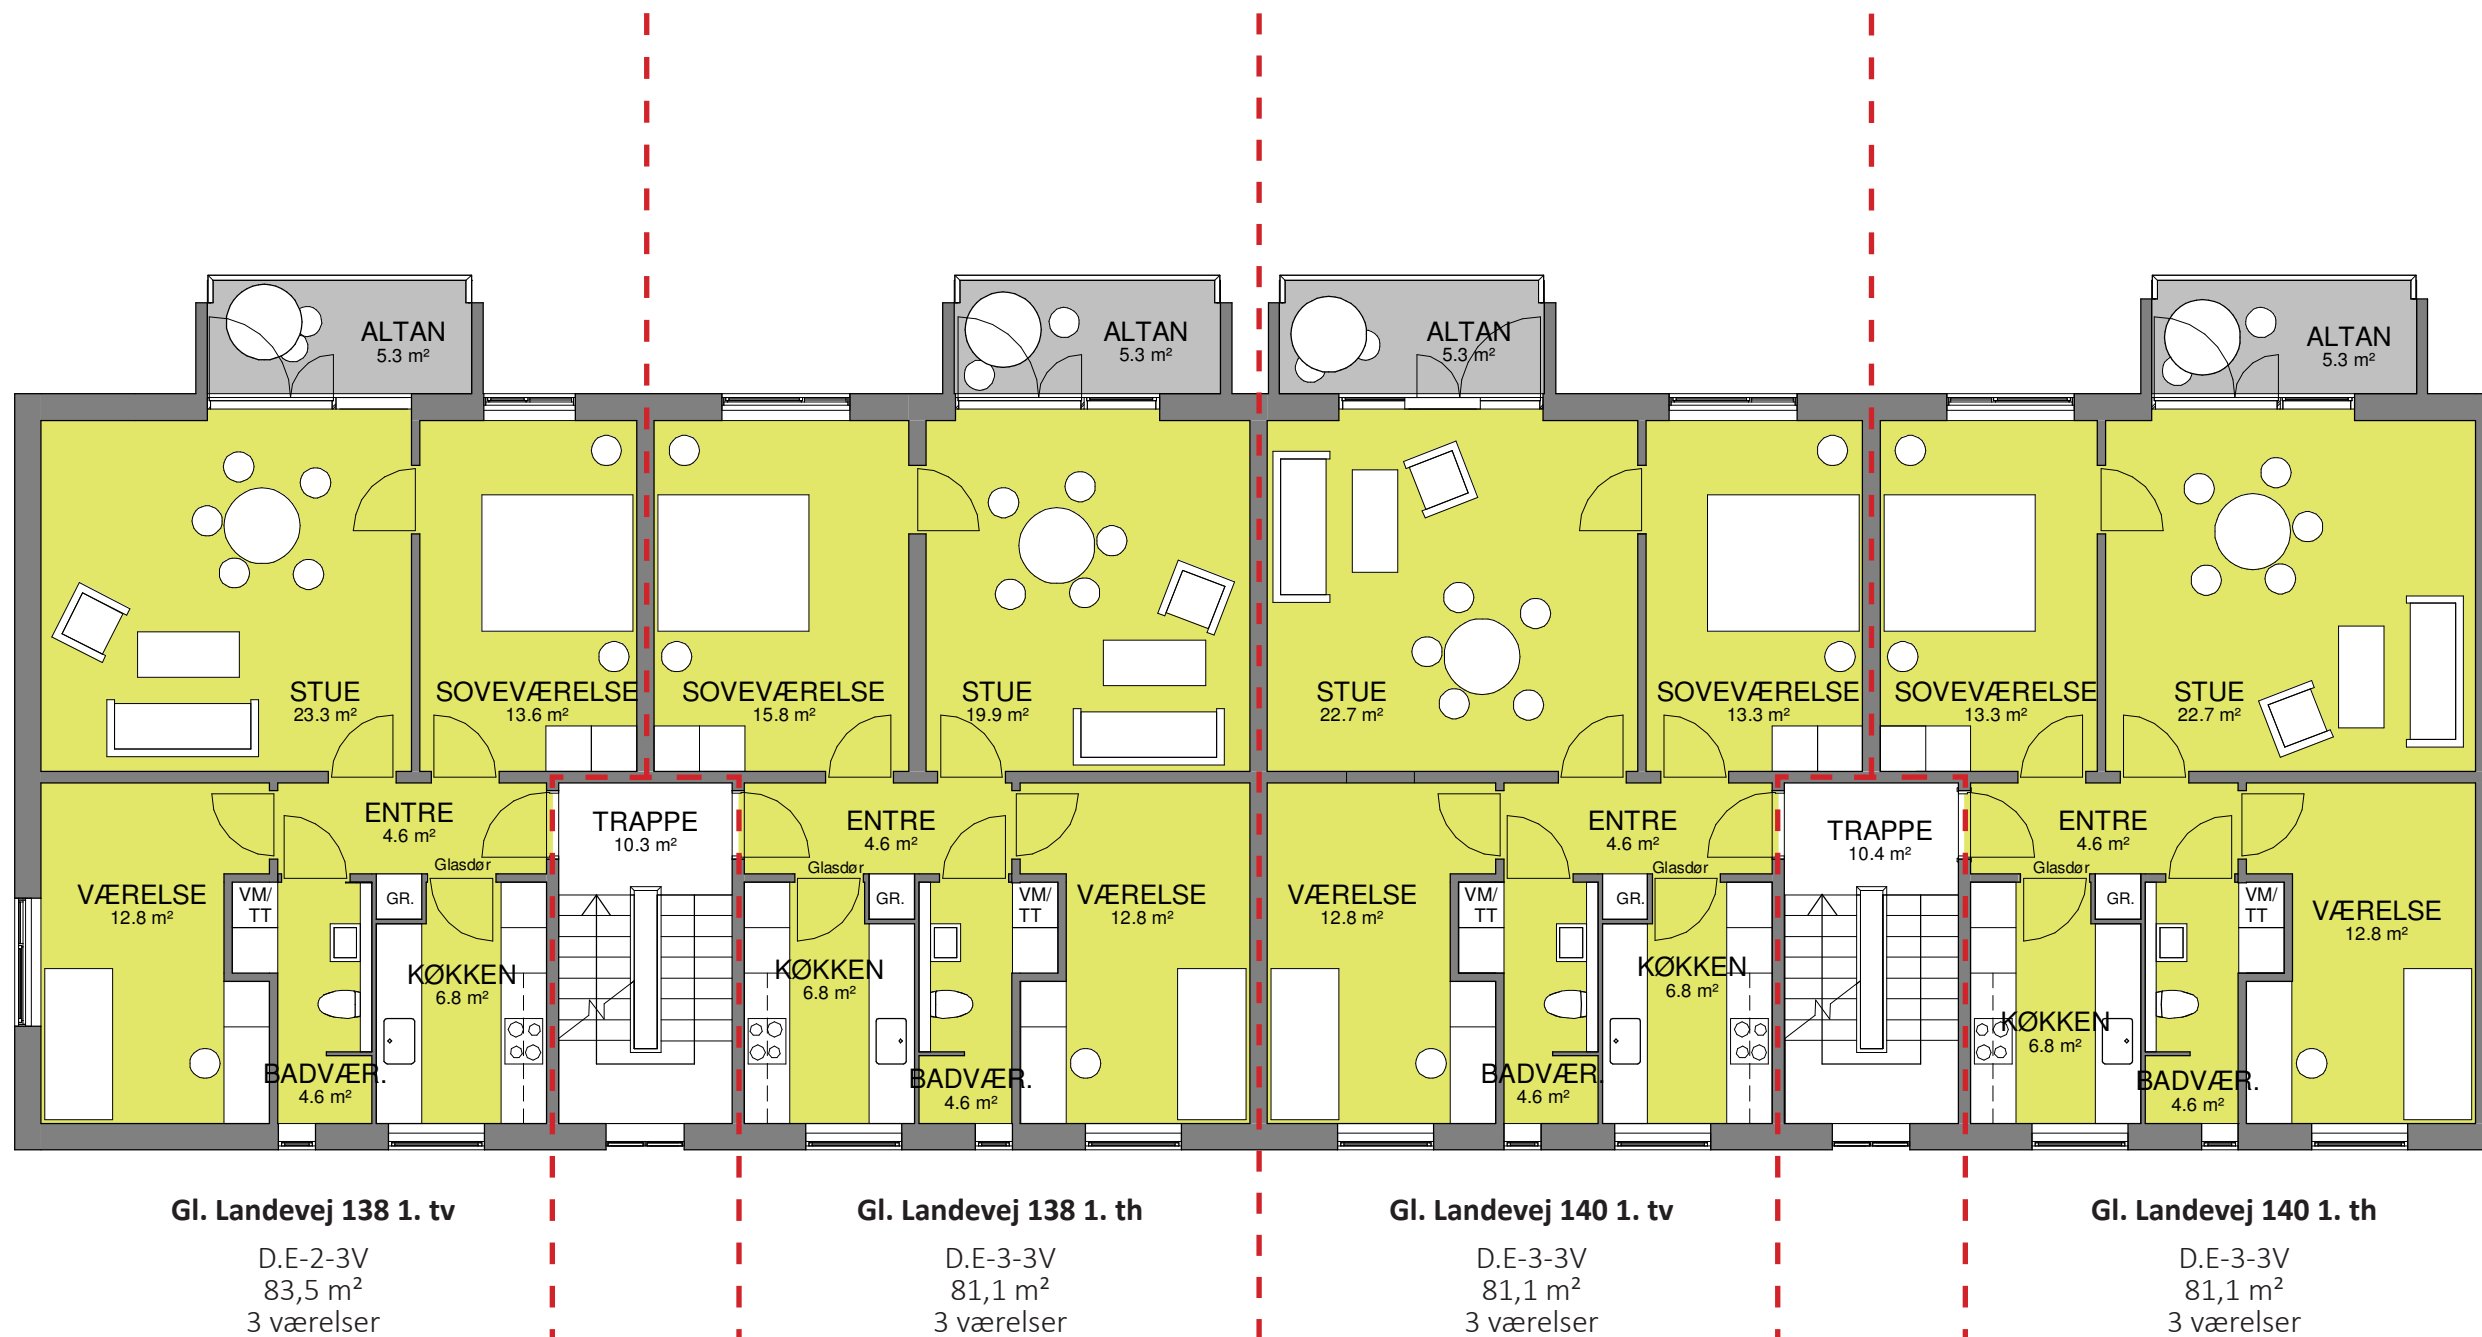 ALTAN
5.3 m²
ALTAN
5.3 m²
ALTAN
5.3 m²
ALTAN
5.3 m²
STUE
23.3 m²
SOVEVÆRELSE
13.6 m²
SOVEVÆRELSE
15.8 m²
STUE
19.9 m²
STUE
22.7 m²
SOVEVÆRELSE
13.3 m²
SOVEVÆRELSE
13.3 m²
STUE
22.7 m²
ENTRE
4.6 m²
TRAPPE
10.3 m²
ENTRE
4.6 m²
ENTRE
4.6 m²
TRAPPE
10.4 m²
ENTRE
4.6 m²
Glasdør
Glasdør
Glasdør
Glasdør
VÆRELSE
12.8 m²
VM/
TT
GR.
GR.
VM/
TT
VÆRELSE
12.8 m²
VÆRELSE
12.8 m²
VM/
TT
GR.
GR.
VM/
TT
VÆRELSE
12.8 m²
KØKKEN
6.8 m²
KØKKEN
6.8 m²
KØKKEN
6.8 m²
KØKKEN
6.8 m²
BADVÆR.
4.6 m²
BADVÆR.
4.6 m²
BADVÆR.
4.6 m²
BADVÆR.
4.6 m²
Gl. Landevej 138 1. tv
D.E-2-3V
83,5 m²
3 værelser
Gl. Landevej 138 1. th
D.E-3-3V
81,1 m²
3 værelser
Gl. Landevej 140 1. tv
D.E-3-3V
81,1 m²
3 værelser
Gl. Landevej 140 1. th
D.E-3-3V
81,1 m²
3 værelser